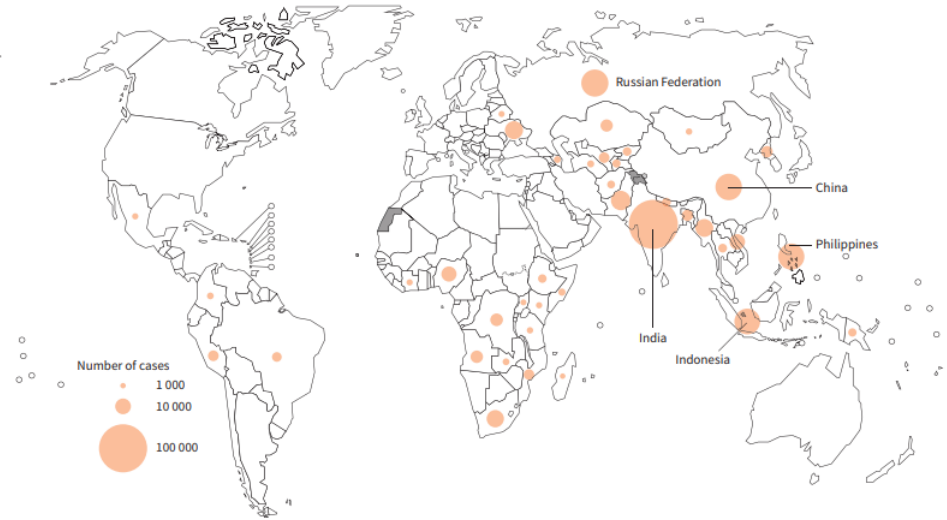 Russian Federation
China
Philippines
India
Indonesia
Number of cases
1 000
10 000
100 000